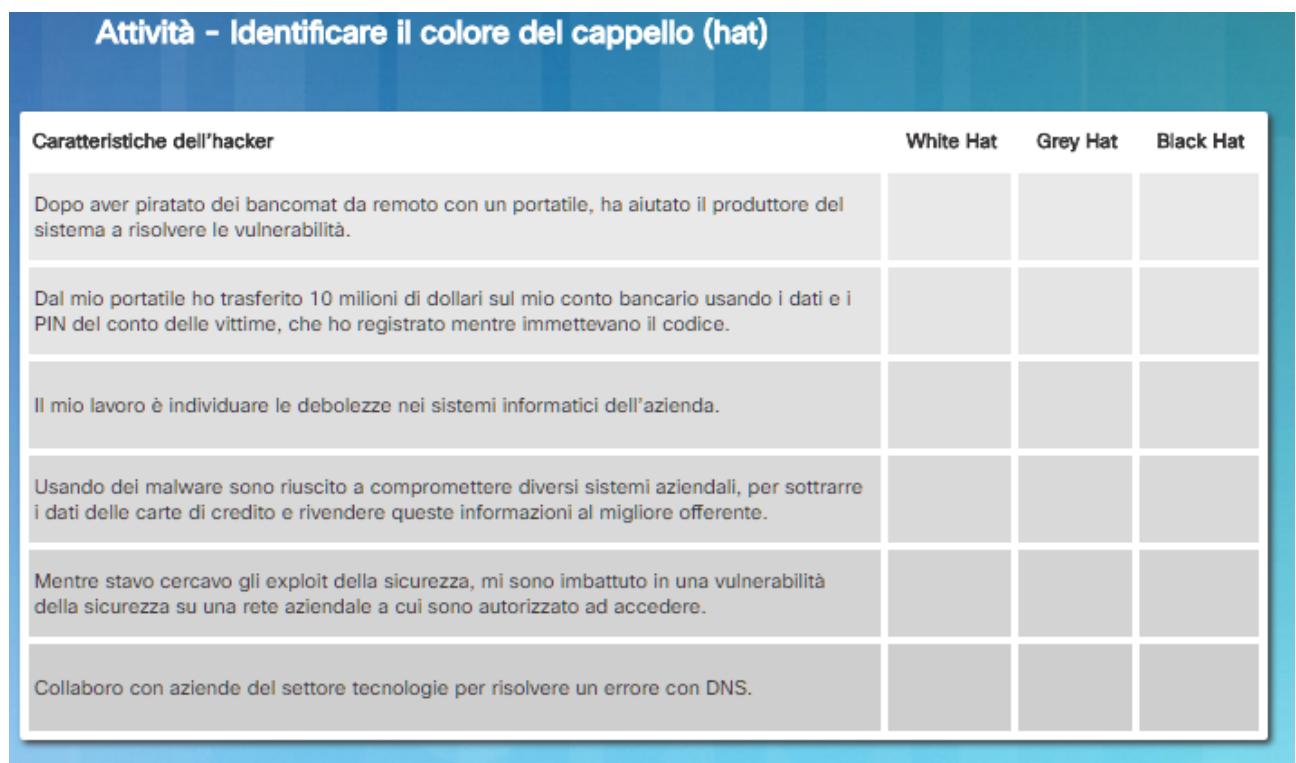 Attività - Identificare il colore del cappello (hat)
Caratteristiche dell'hacker White Hat Grey Hat Black Hat
Dopo aver piratato dei bancomat da remoto con un portatile, ha aiutato il produttore del
sistema a risolvere le vulnerabilità.
Dal mio portatile ho trasferito 10 milioni di dollari sul mio conto bancario usando i dati e i
PIN del conto delle vittime, che ho registrato mentre immettevano il codice.
Il mio lavoro è individuare le debolezze nei sistemi informatici dell'azienda.
Usando dei malware sono riuscito a compromettere diversi sistemi aziendali, per sottrarre
i dati delle carte di credito e rivendere queste informazioni al migliore offerente.
Mentre stavo cercavo gli exploit della sicurezza, mi sono imbattuto in una vulnerabilità
della sicurezza su una rete aziendale a cui sono autorizzato ad accedere.
Collaboro con aziende del settore tecnologie per risolvere un errore con DNS.